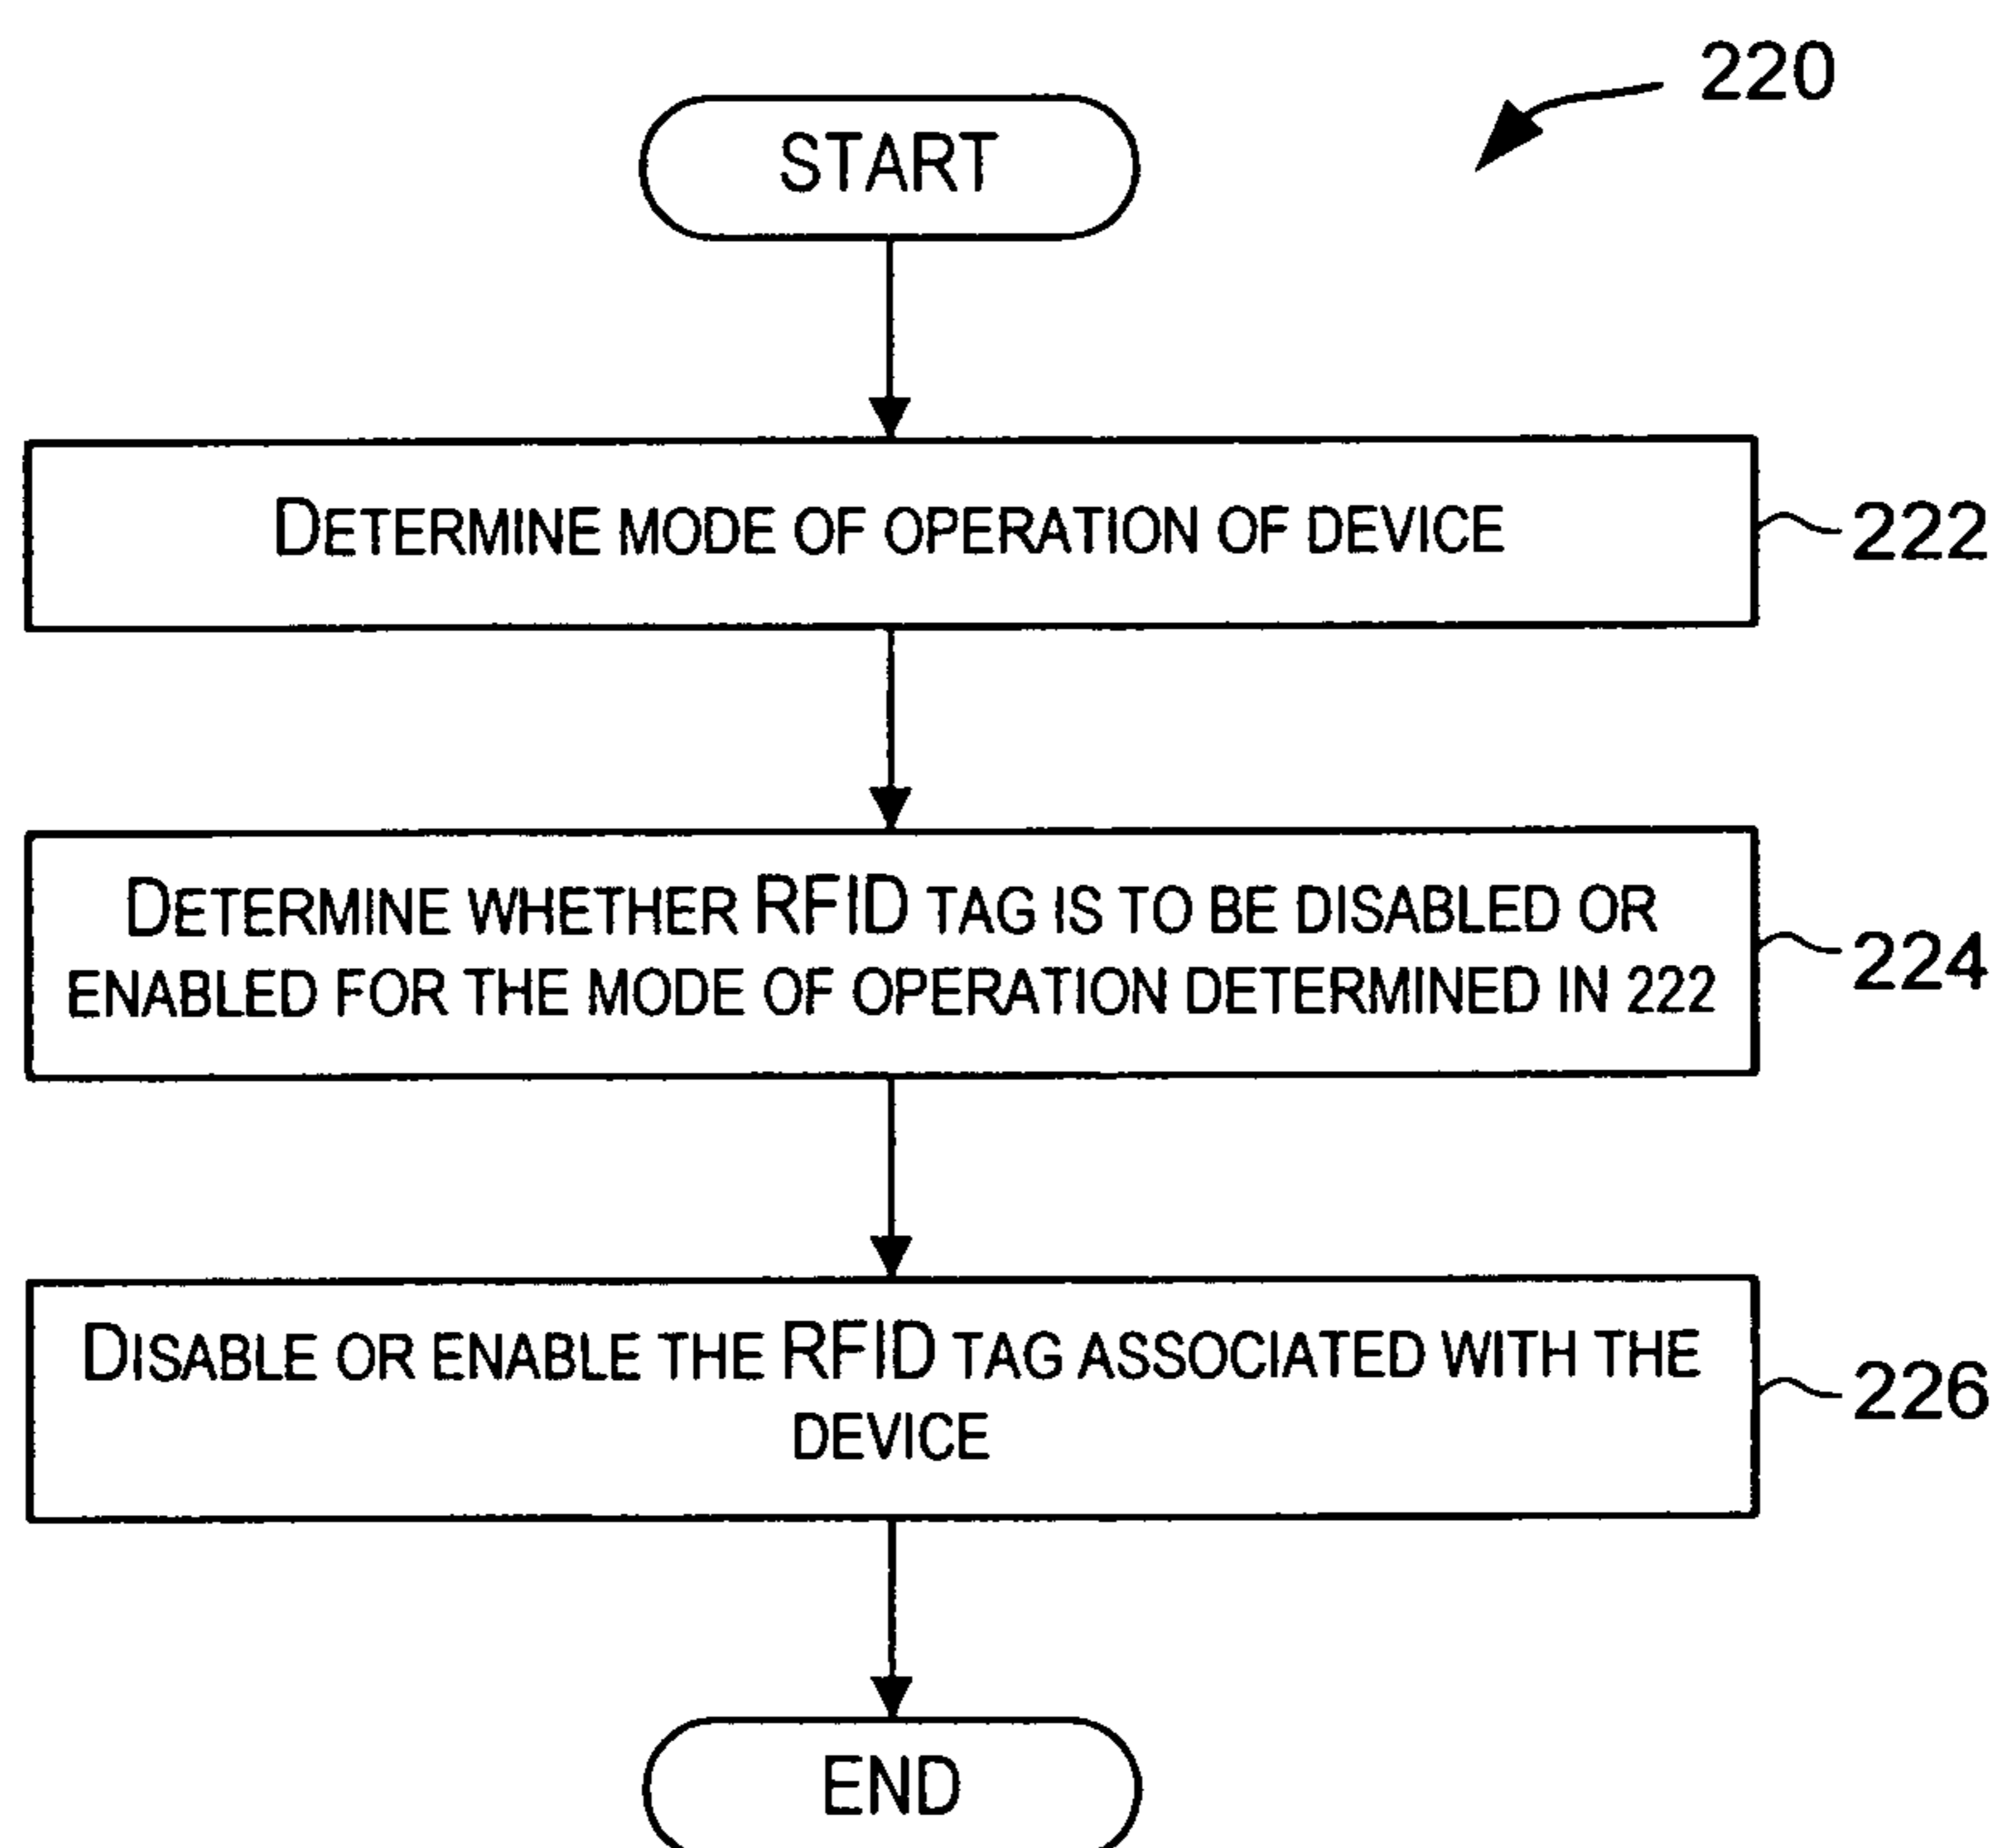 220
START
DETERMINE MODE OF OPERATION OF DEVICE
222
DETERMINE WHETHER RFID TAG IS TO BE DISABLED OR
ENABLED FOR THE MODE OF OPERATION DETERMINED IN 222
224
DISABLE OR ENABLE THE RFID TAG ASSOCIATED WITH THE
DEVICE
226
END